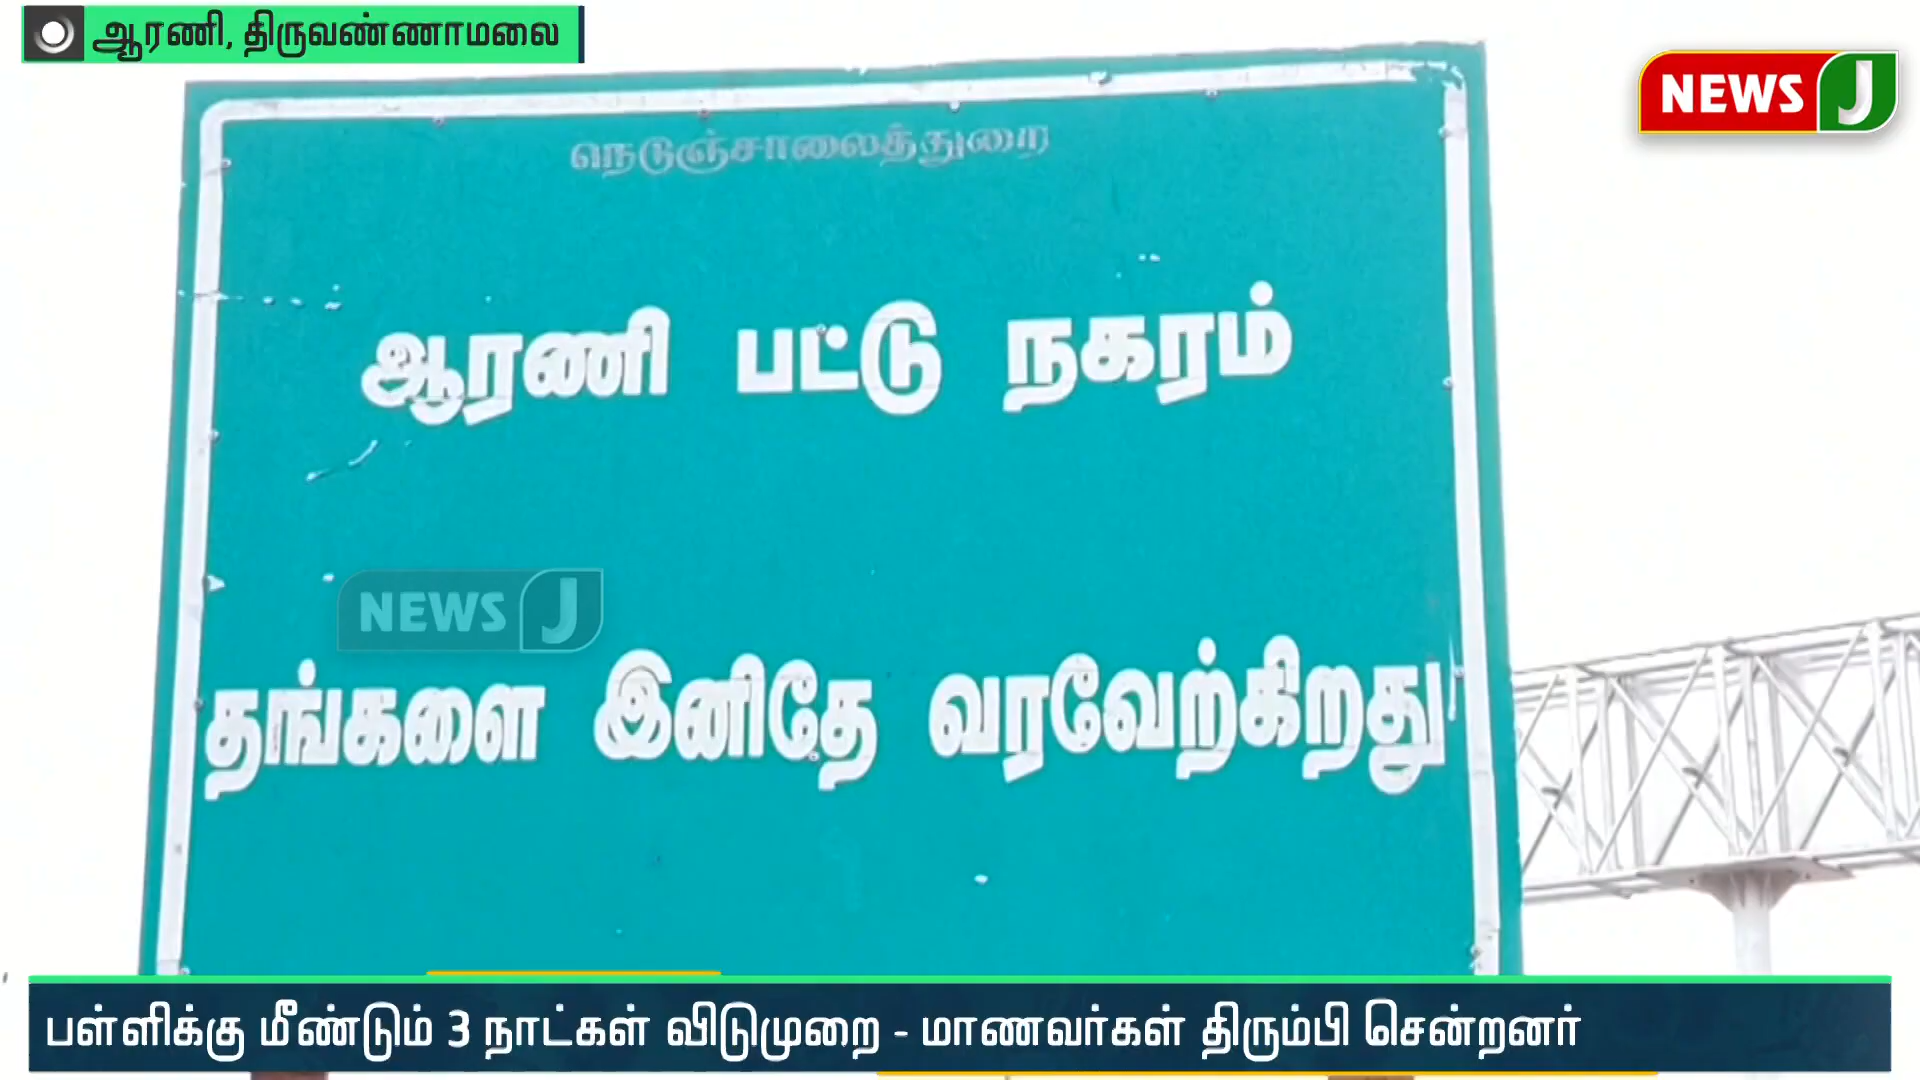 ஆரணி, திருவண்ணாமலை
NEWS J
நெடுஞ்சாலைத்துறை
ஆரணி பட்டு நகரம்
NEWS J
தங்களை இனிதே வரவேற்கிறது
பள்ளிக்கு மீண்டும் 3 நாட்கள் விடுமுறை - மாணவர்கள் திரும்பி சென்றனர்